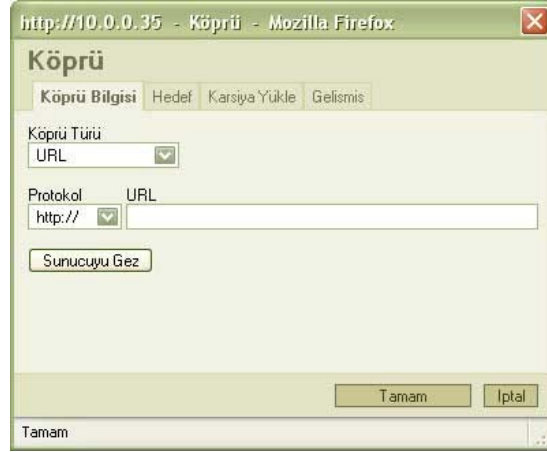 http://10.0.0.35 - Köprü - Mozilla Firefox
Köprü
Köprü Bilgisi Hedef Karsiya Yükle Gelismis
Köprü Türü
URL
Protokol URL
http://
Sunucuyu Gez
Tamam Iptal
Tamam